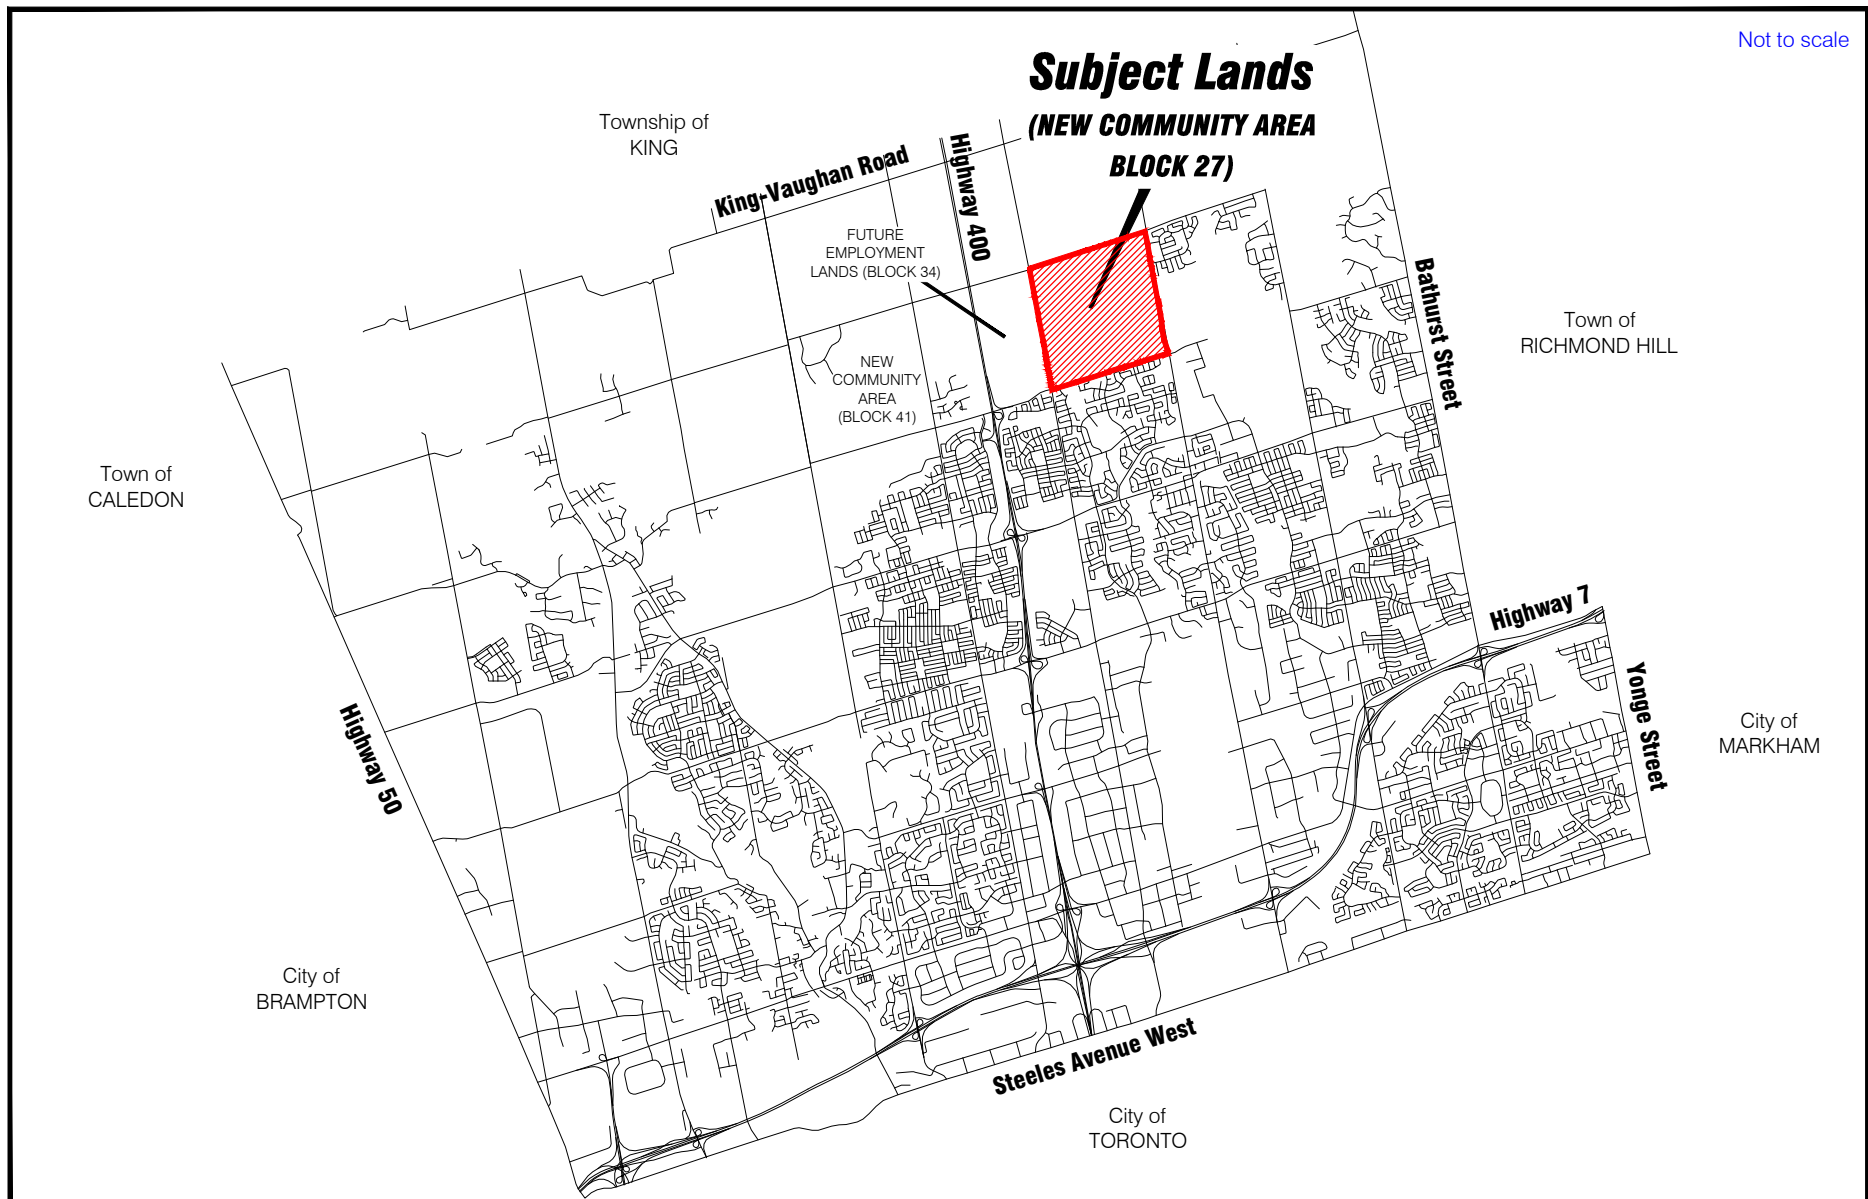 Not to scale
Subject Lands
(NEW COMMUNITY AREA
BLOCK 27)
Township of
KING
King-Vaughan Road
Highway 400
FUTURE
EMPLOYMENT
LANDS (BLOCK 34)
NEW
COMMUNITY
AREA
(BLOCK 41)
Bathurst Street
Town of
RICHMOND HILL
Town of
CALEDON
Highway 7
Yonge Street
City of
MARKHAM
Highway 50
City of
BRAMPTON
Steeles Avenue West
City of
TORONTO